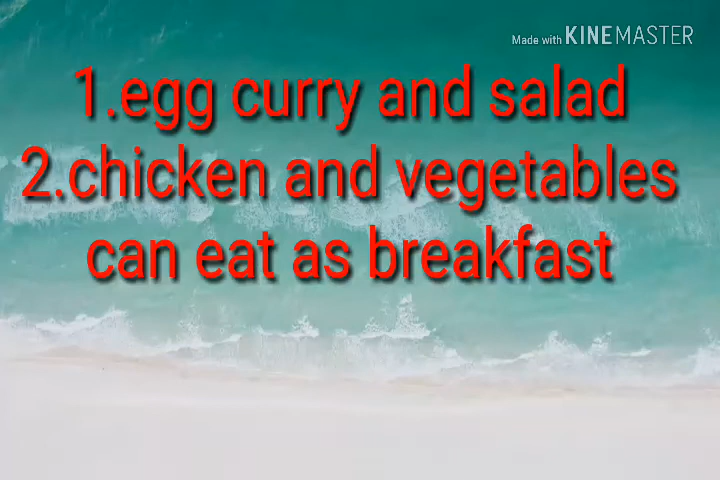 Made with KINEMASTER
1.egg curry and salad
2.chicken and vegetables
can eat as breakfast